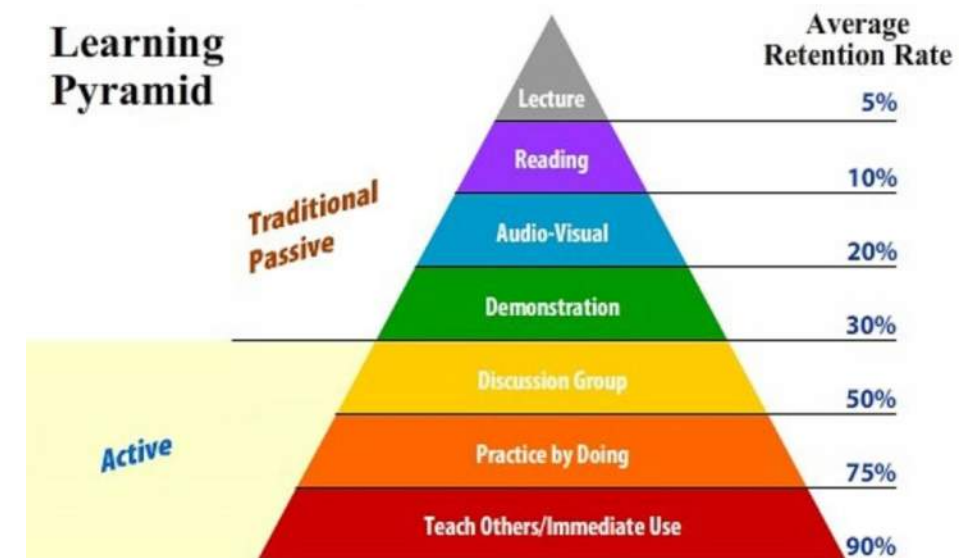 Learning
Pyramid
Average
Retention Rate
Lecture
5%
Reading
10%
Traditional
Passive
Audio-Visual
20%
Demonstration
30%
Discussion Group
50%
Active
Practice by Doing
75%
Teach Others/Immediate Use
90%